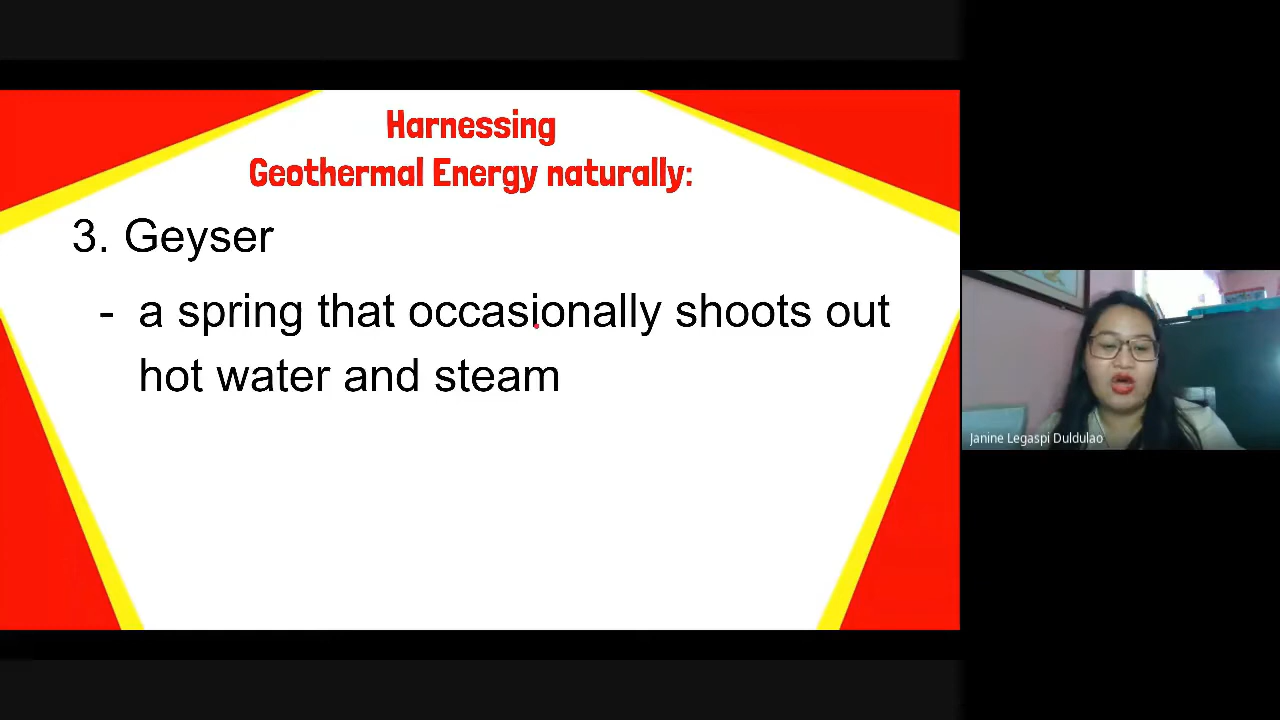 Harnessing
Geothermal Energy naturally:
3. Geyser
- a spring that occasionally shoots out
hot water and steam
Janine Legaspi Duldulao